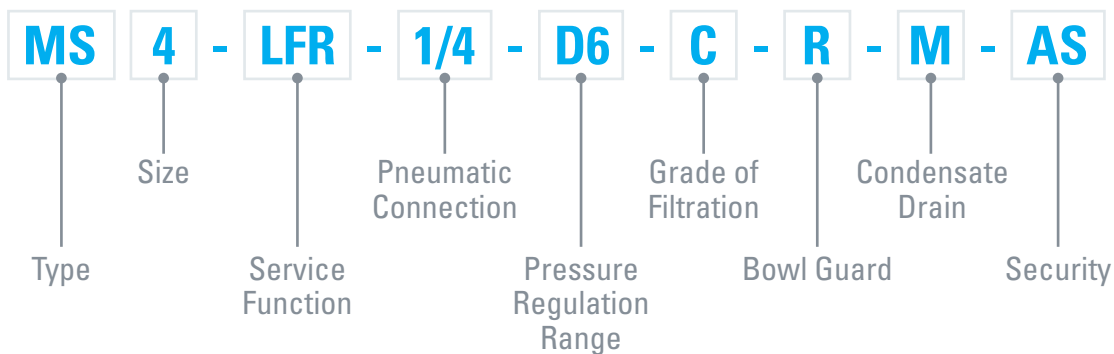 MS 4 - LFR - 1/4 - D6 - C - R - M - AS
Size
Pneumatic
Connection
Grade of
Filtration
Condensate
Drain
Type
Service
Function
Pressure
Regulation
Range
Bowl Guard
Security